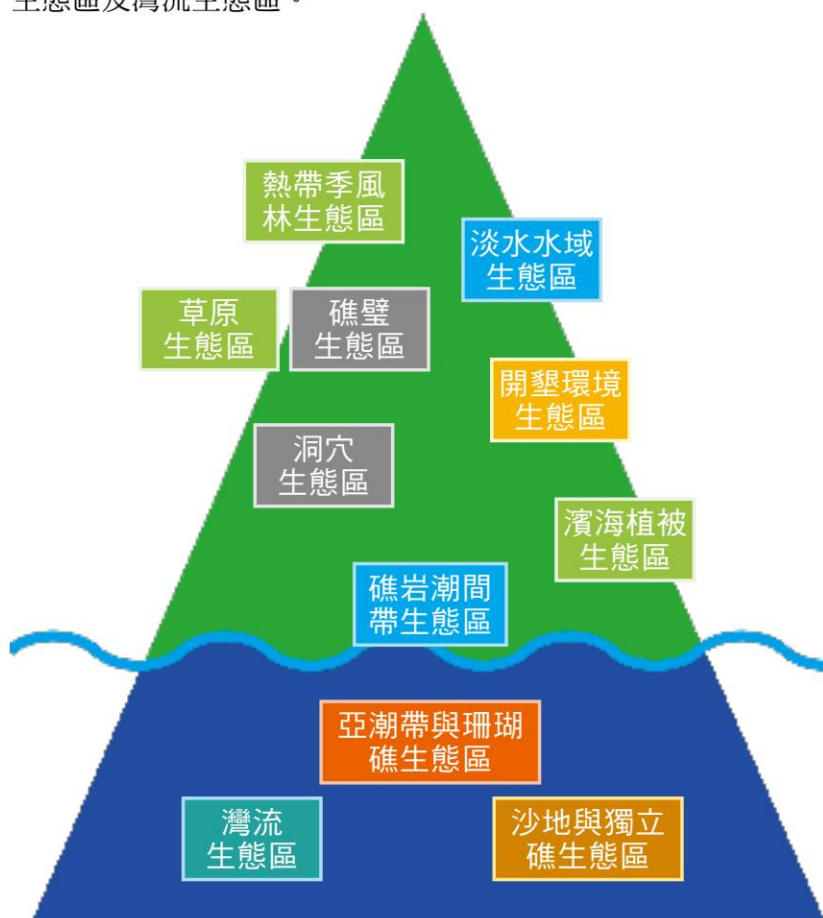 生態區及灣流生態區。
熱帶季風
林生態區
淡水水域
生態區
草原
生態區
礁壁
生態區
開墾環境
生態區
洞穴
生態區
濱海植被
生態區
礁岩潮間
帶生態區
亞潮帶與珊瑚
礁生態區
灣流
生態區
沙地與獨立
礁生態區